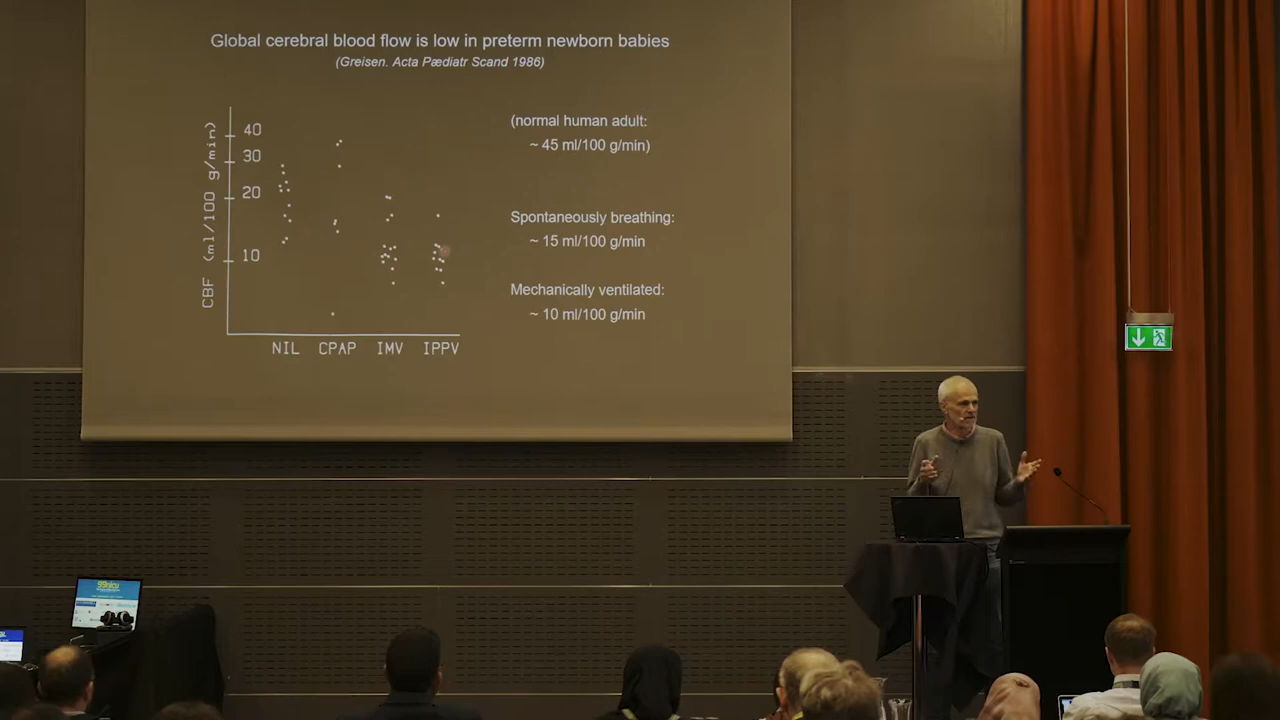 Global cerebral blood flow is low in preterm newborn babies
(Greisen. Acta Pædiatr Scand 1986)
CBF (ml/100 g/min)
40
30
20
10
NIL CPAP IMV IPPV
(normal human adult:
~ 45 ml/100 g/min)
Spontaneously breathing:
~ 15 ml/100 g/min
Mechanically ventilated:
~ 10 ml/100 g/min
99nicu